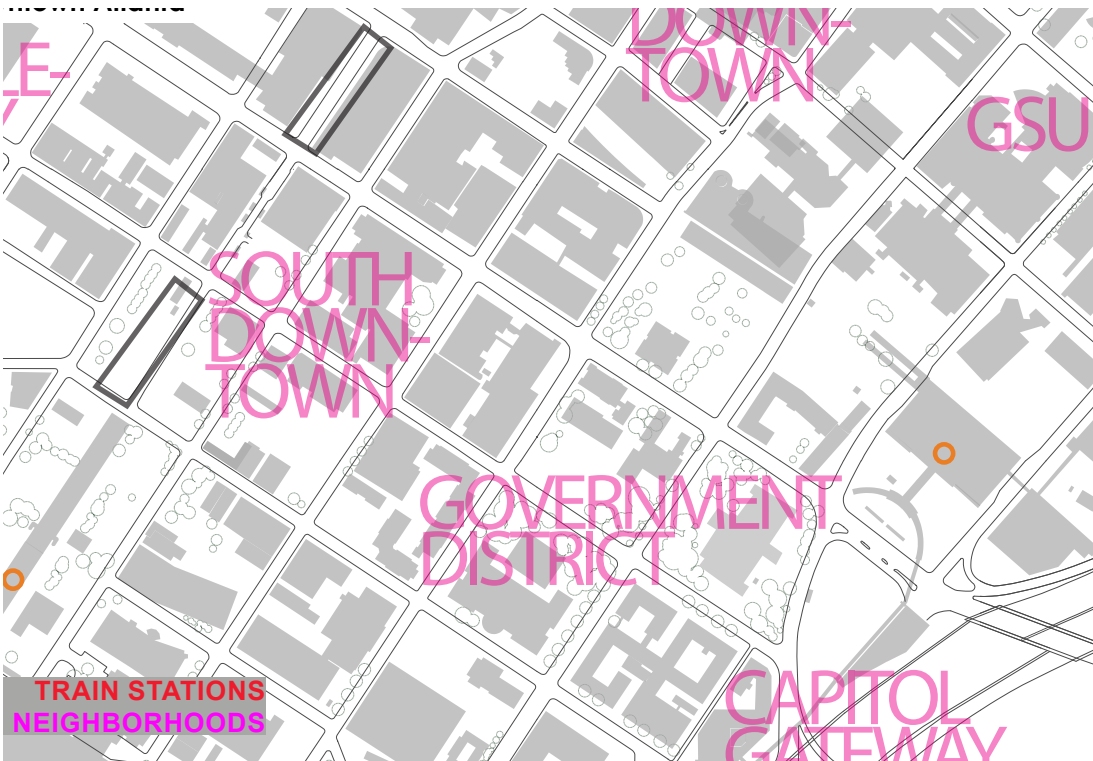 DOWN-
TOWN
E-
GSU
SOUTH
DOWN-
TOWN
GOVERNMENT
DISTRICT
CAPITOL
GATEWAY
TRAIN STATIONS
NEIGHBORHOODS